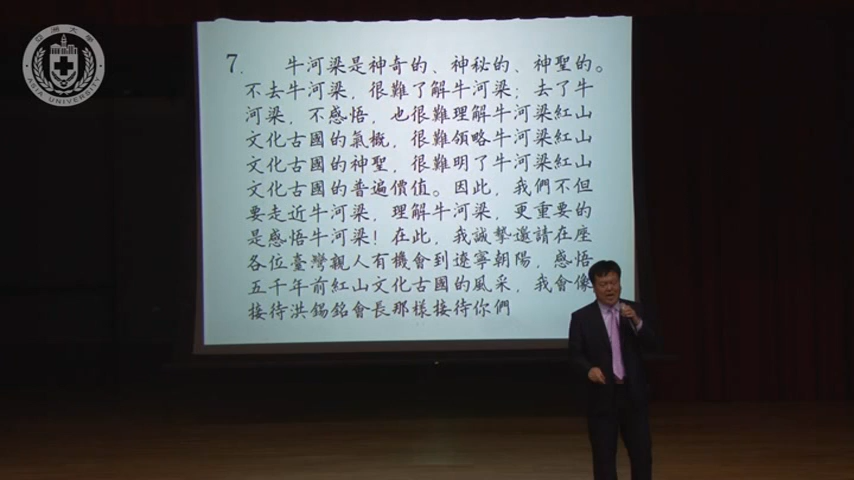 亞洲大學
ASIA UNIVERSITY
7. 牛河梁是神奇的、神秘的、神聖的。
不去牛河梁，很難了解牛河梁；去了牛
河梁，不感悟，也很難理解牛河梁紅山
文化古國的氣概，很難領略牛河梁紅山
文化古國的神聖，很難明了牛河梁紅山
文化古國的普遍價值。因此，我們不但
要走近牛河梁，理解牛河梁，更重要的
是感悟牛河梁！在此，我誠摯邀請在座
各位臺灣親人有機會到遼寧朝陽，感悟
五千年前紅山文化古國的風采，我會像
接待洪錫銘會長那樣接待你們